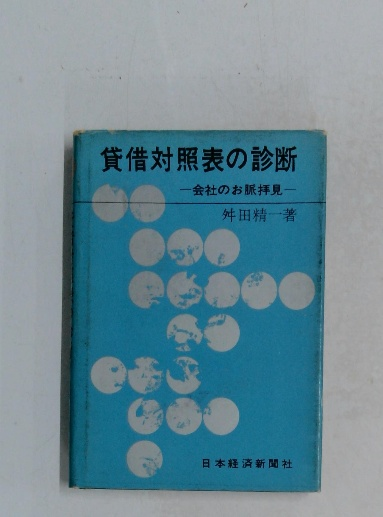 貸借対照表の診断
―会社のお脈拝見―
舛田精一著
日本経済新聞社